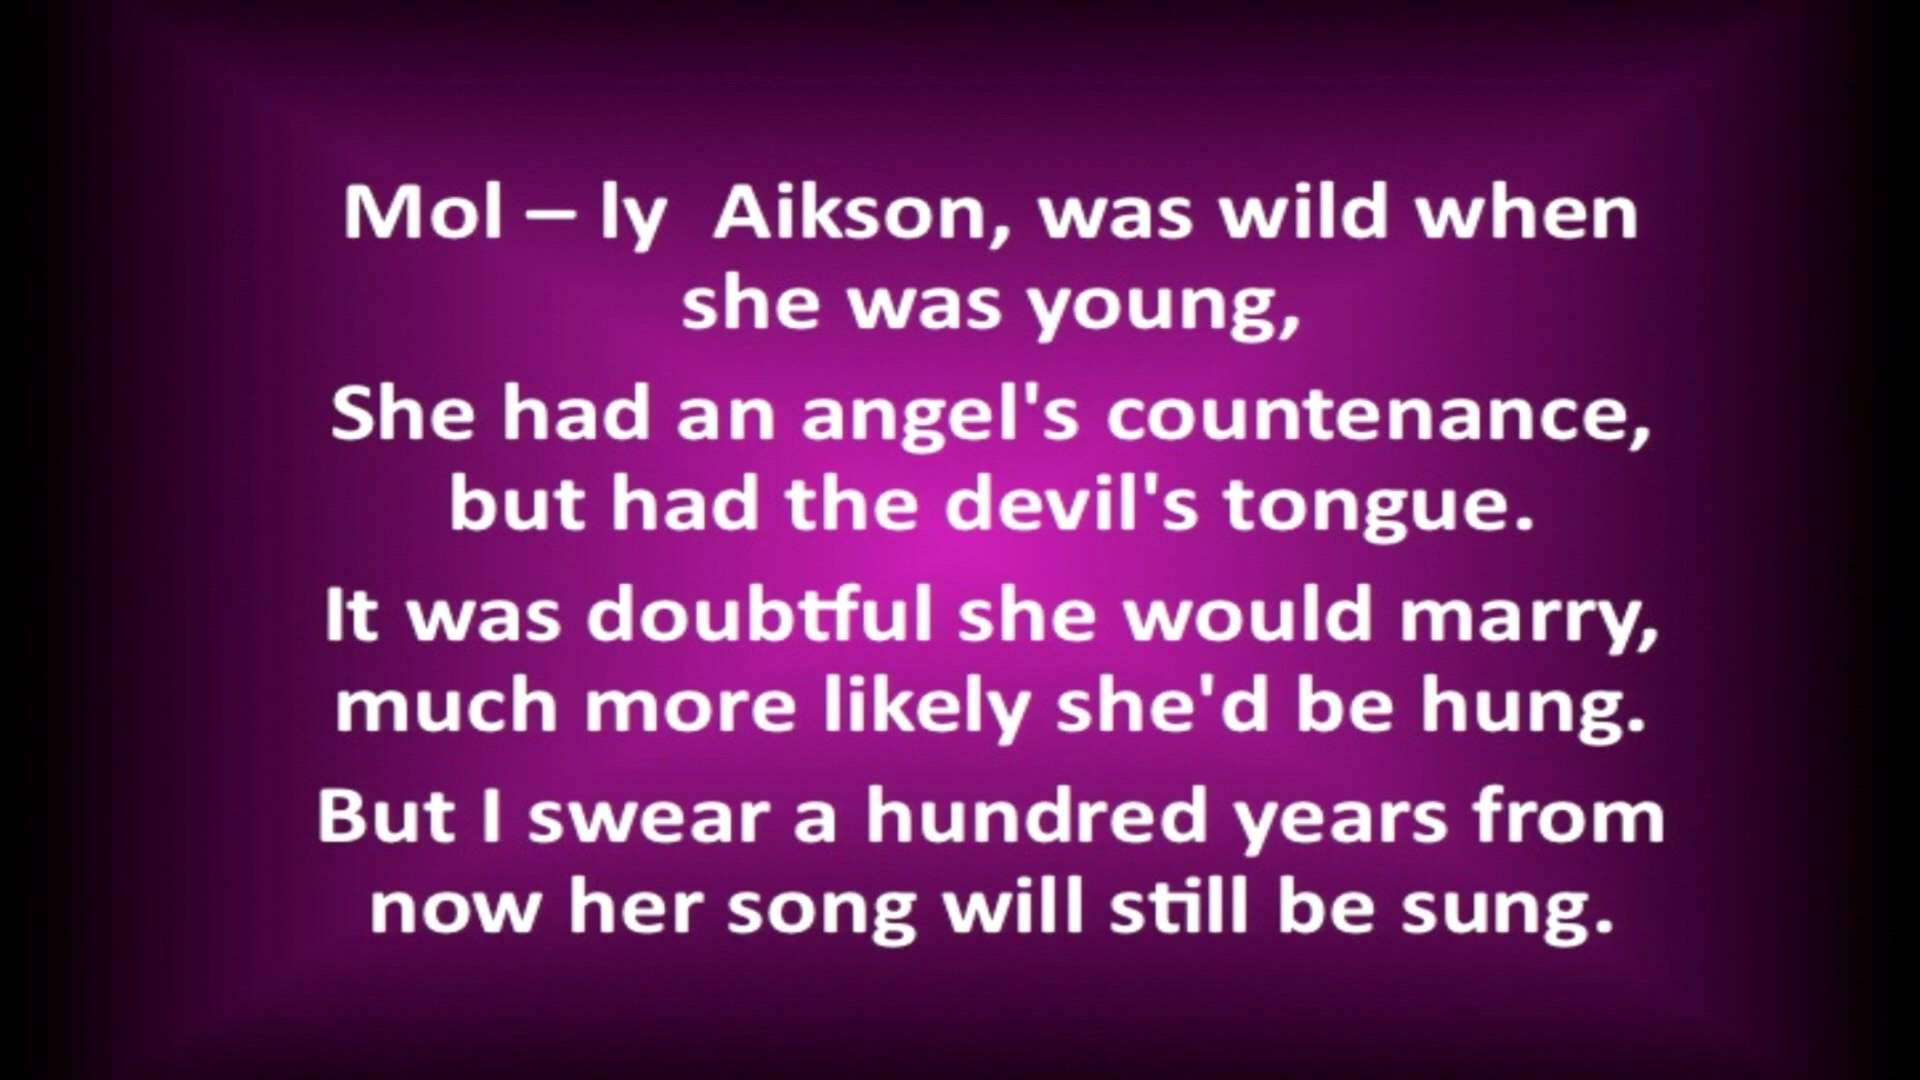 Mol – ly  Aikson, was wild when
she was young,
She had an angel's countenance,
but had the devil's tongue.
It was doubtful she would marry,
much more likely she'd be hung.
But I swear a hundred years from
now her song will still be sung.